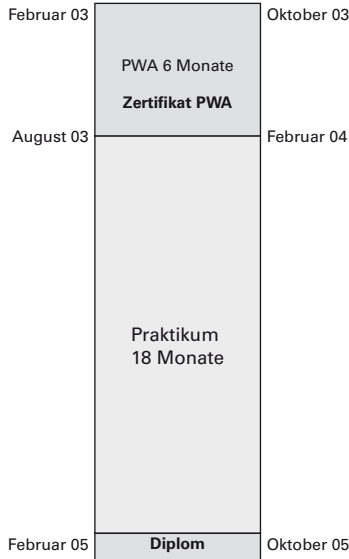 Februar 03 Oktober 03
PWA 6 Monate
Zertifikat PWA
August 03 Februar 04
Praktikum
18 Monate
Februar 05 Diplom Oktober 05